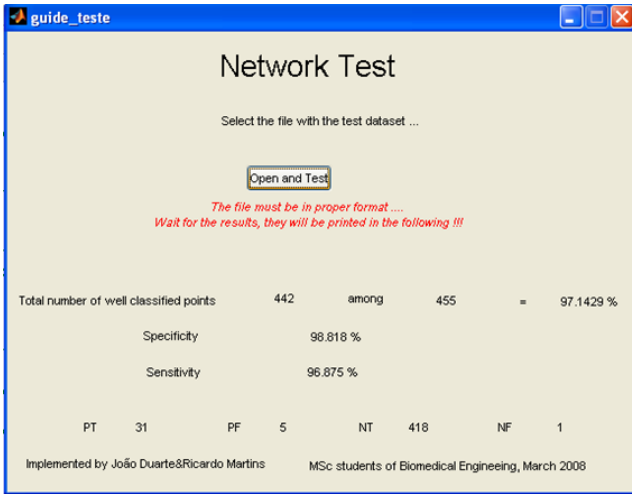 guide_teste
Network Test
Select the file with the test dataset ...
Open and Test
The file must be in proper format ....
Wait for the results, they will be printed in the following !!!
Total number of well classified points 442 among 455 = 97.1429 %
Specificity 98.818 %
Sensitivity 96.875 %
PT 31 PF 5 NT 418 NF 1
Implemented by João Duarte&Ricardo Martins MSc students of Biomedical Engineeing, March 2008